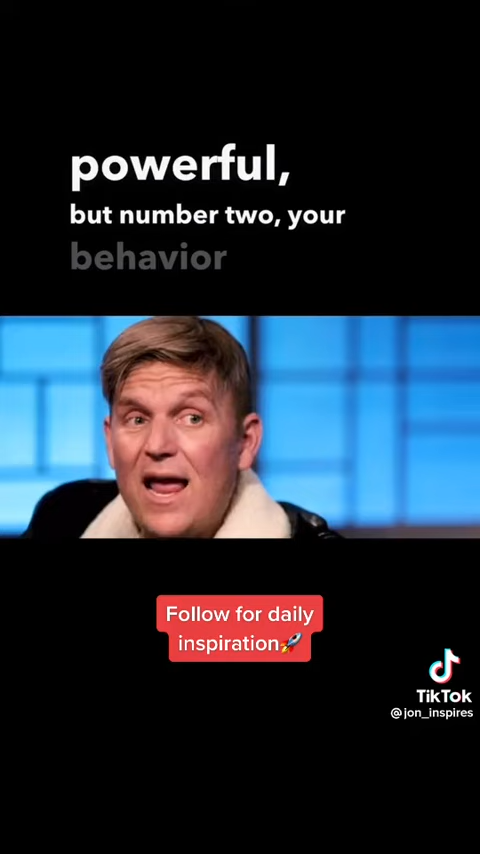 powerful,
but number two, your
behavior
Follow for daily
inspiration🚀
TikTok
@jon_inspires